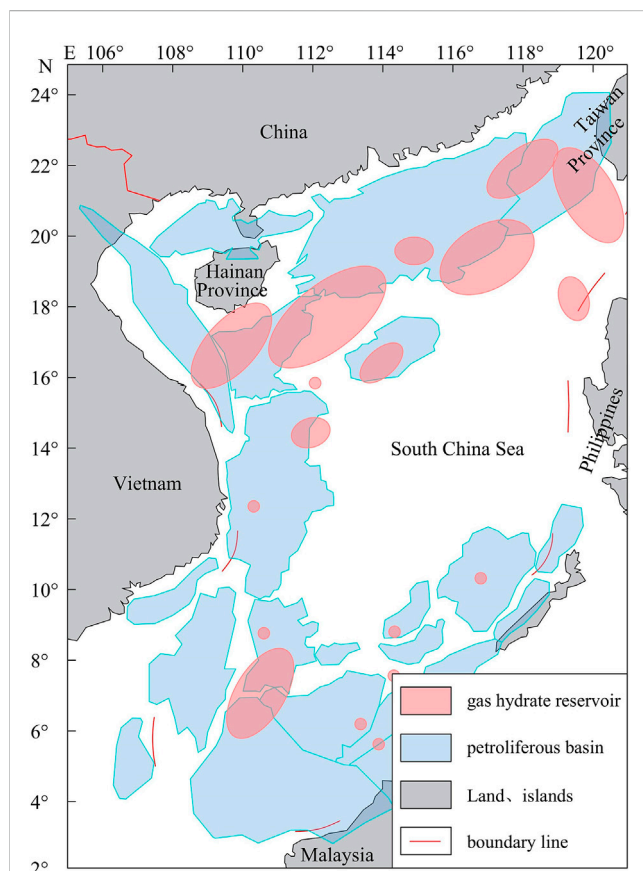 E 106° 108° 110° 112° 114° 116° 118° 120°
N
24°
22°
20°
18°
16°
14°
12°
10°
8°
6°
4°
2°
China
Taiwan
Province
Hainan
Province
South China Sea
Philippines
Vietnam
Malaysia
gas hydrate reservoir
petroliferous basin
Land、islands
boundary line